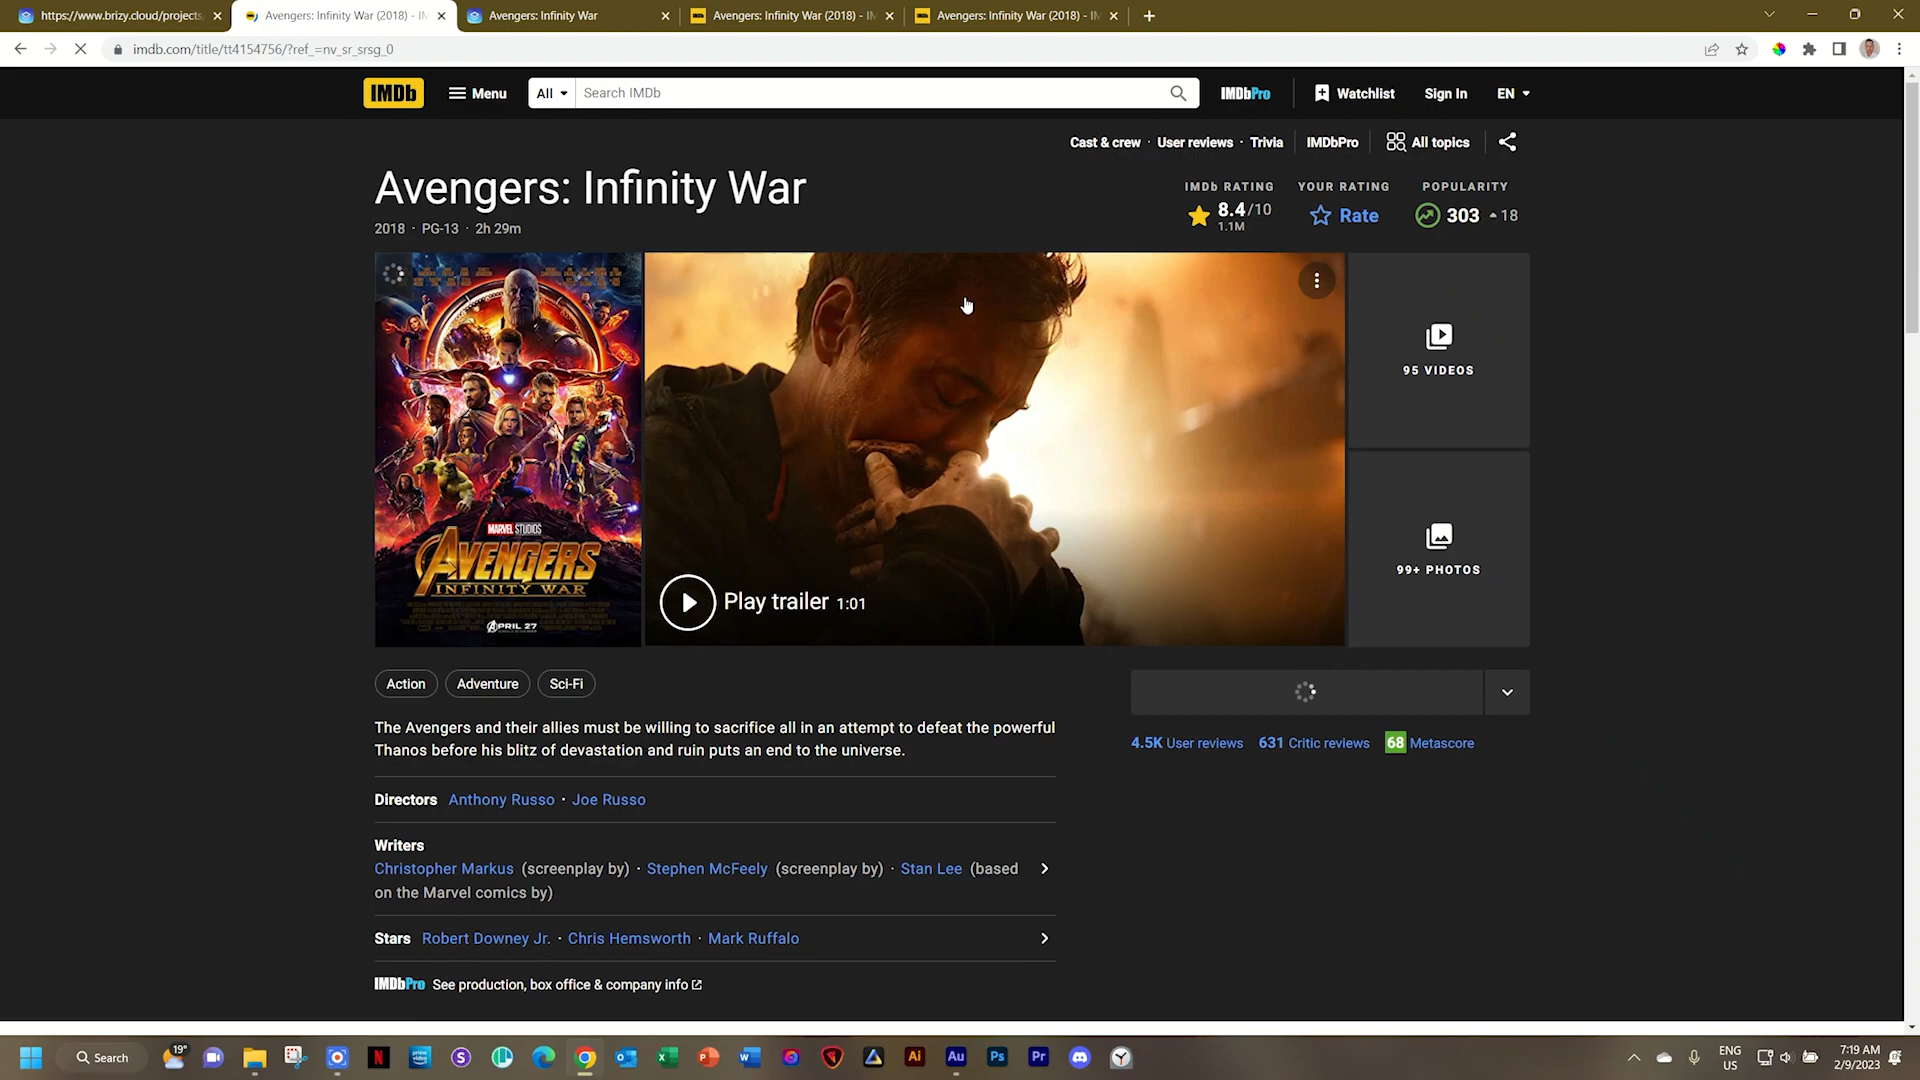 https://www.brizy.cloud/projects/
Avengers: Infinity War (2018) - IM
Avengers: Infinity War
Avengers: Infinity War (2018) - IM
Avengers: Infinity War (2018) - IM
imdb.com/title/tt4154756/?ref_=nv_sr_srsg_0
IMDb
Menu
All
Search IMDb
IMDbPro
Watchlist
Sign In
EN
Cast & crew · User reviews · Trivia
IMDbPro
All topics
Avengers: Infinity War
2018 · PG-13 · 2h 29m
IMDb RATING
8.4/10
1.1M
YOUR RATING
Rate
POPULARITY
303
18
MARVEL STUDIOS
AVENGERS
INFINITY WAR
APRIL 27
Play trailer 1:01
95 VIDEOS
99+ PHOTOS
Action
Adventure
Sci-Fi
The Avengers and their allies must be willing to sacrifice all in an attempt to defeat the powerful
Thanos before his blitz of devastation and ruin puts an end to the universe.
4.5K User reviews
631 Critic reviews
68 Metascore
Directors Anthony Russo · Joe Russo
Writers
Christopher Markus (screenplay by) · Stephen McFeely (screenplay by) · Stan Lee (based
on the Marvel comics by)
Stars Robert Downey Jr. · Chris Hemsworth · Mark Ruffalo
IMDbPro See production, box office & company info
Search
19°
prime video
N
S
X
P
W
Ai
Au
Ps
Pr
ENG
US
7:19 AM
2/9/2023